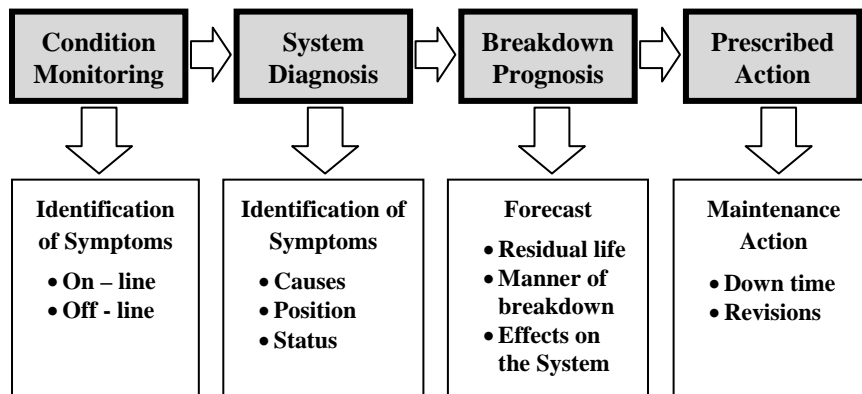 Condition
Monitoring
System
Diagnosis
Breakdown
Prognosis
Prescribed
Action
Identification
of Symptoms
• On – line
• Off - line
Identification of
Symptoms
• Causes
• Position
• Status
Forecast
• Residual life
• Manner of
breakdown
• Effects on
the System
Maintenance
Action
• Down time
• Revisions